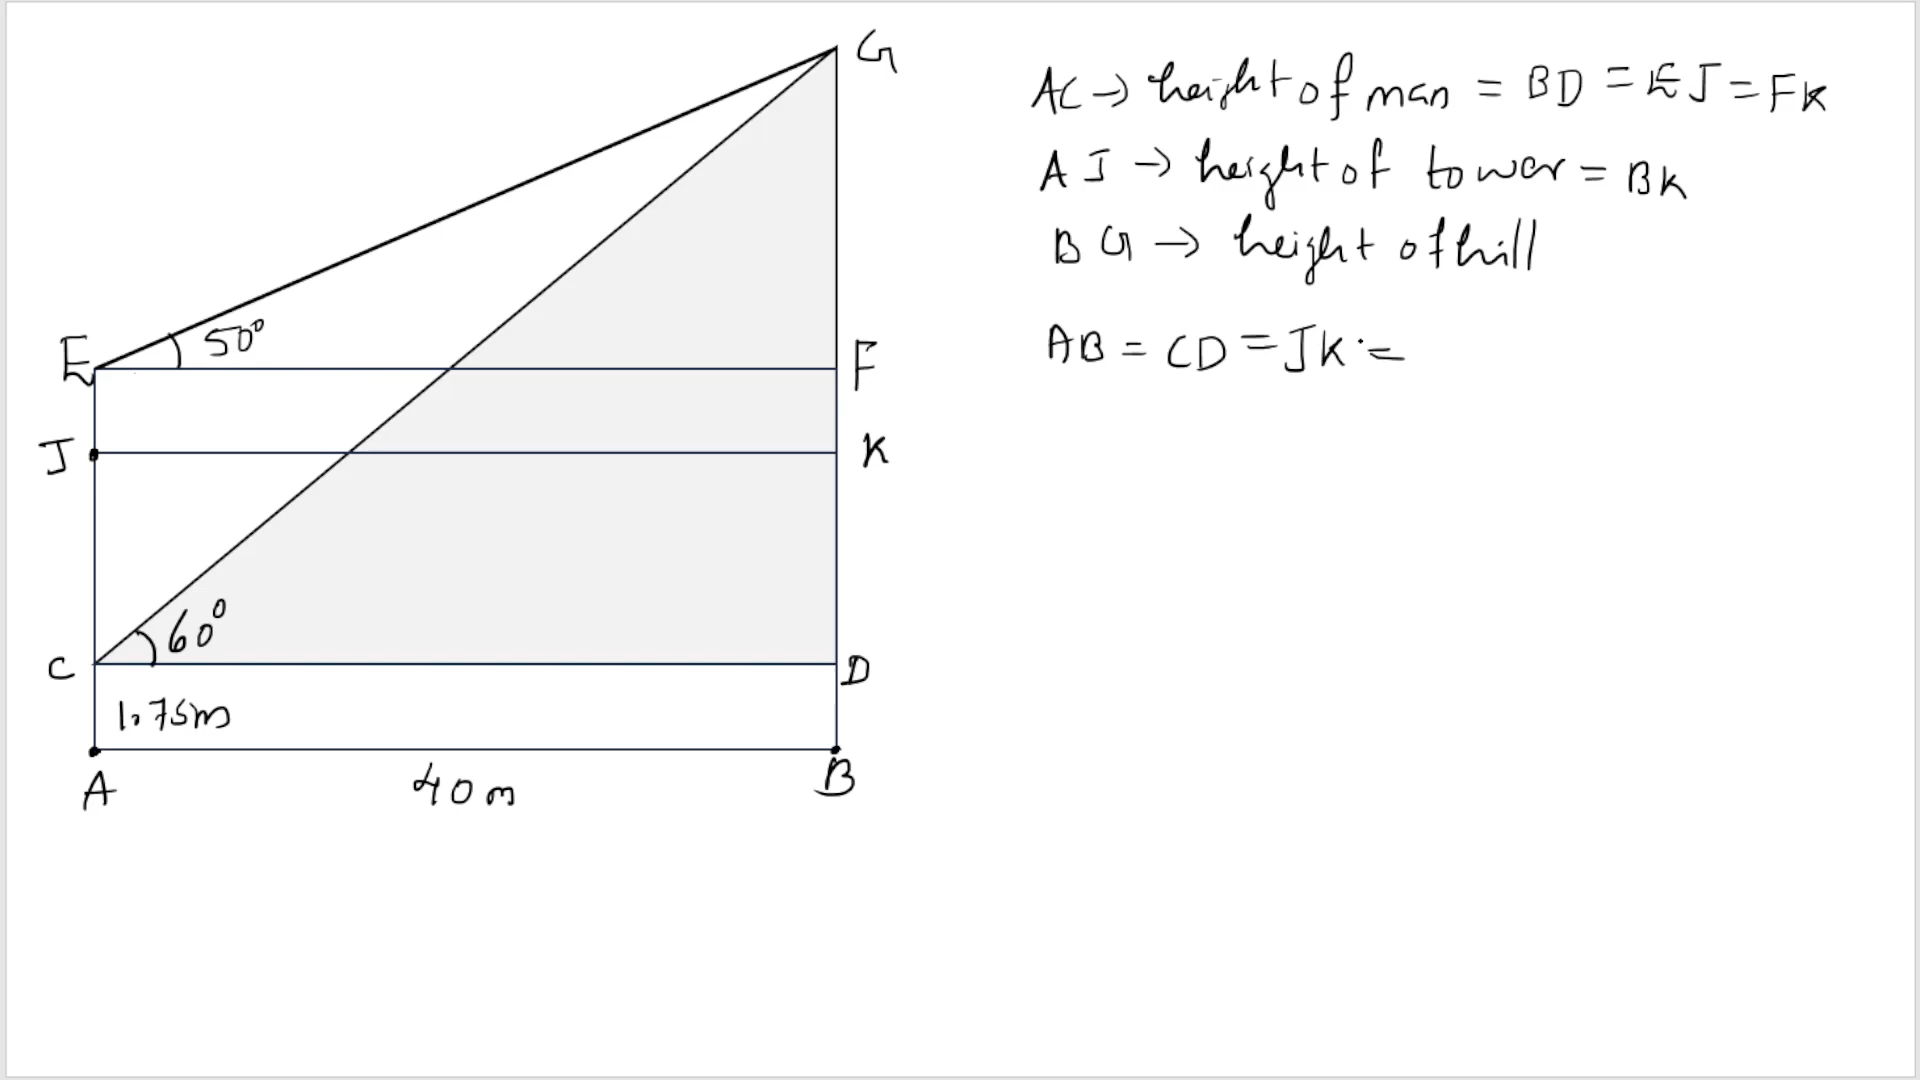 G
AC → height of man = BD = EJ = FK
AJ → height of tower = BK
BG → height of hill
50°
E
F
AB = CD = JK =
J
K
60°
C
D
1.75m
A
40 m
B